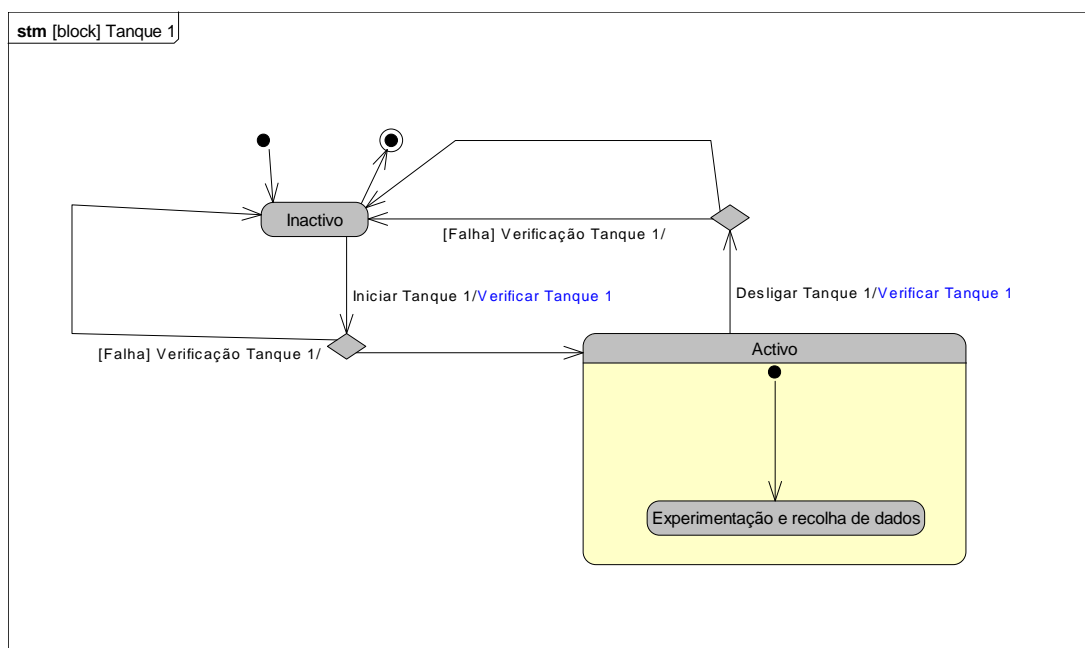 stm [block] Tanque 1
Inactivo
[Falha] Verificação Tanque 1/
Iniciar Tanque 1/Verificar Tanque 1
Desligar Tanque 1/Verificar Tanque 1
[Falha] Verificação Tanque 1/
Activo
Experimentação e recolha de dados